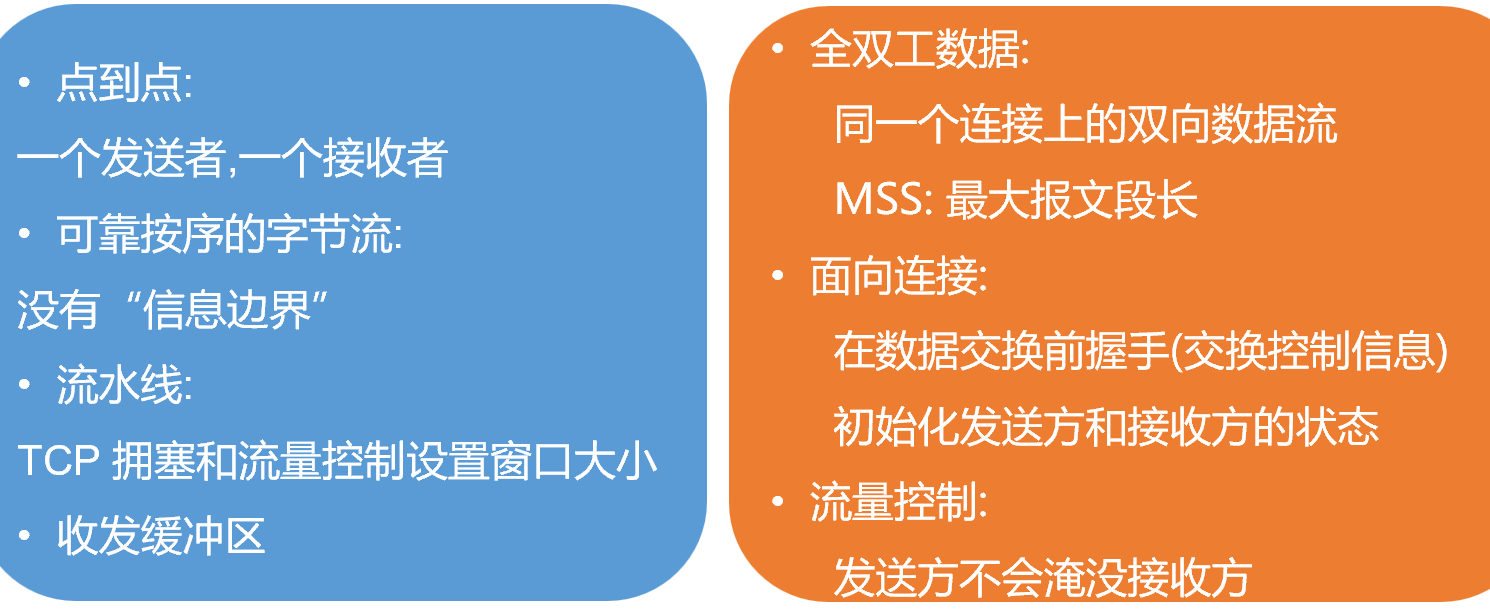 • 点到点:
一个发送者,一个接收者
• 可靠按序的字节流:
没有“信息边界”
• 流水线:
TCP 拥塞和流量控制设置窗口大小
• 收发缓冲区
• 全双工数据:
同一个连接上的双向数据流
MSS: 最大报文段长
• 面向连接:
在数据交换前握手(交换控制信息)
初始化发送方和接收方的状态
• 流量控制:
发送方不会淹没接收方